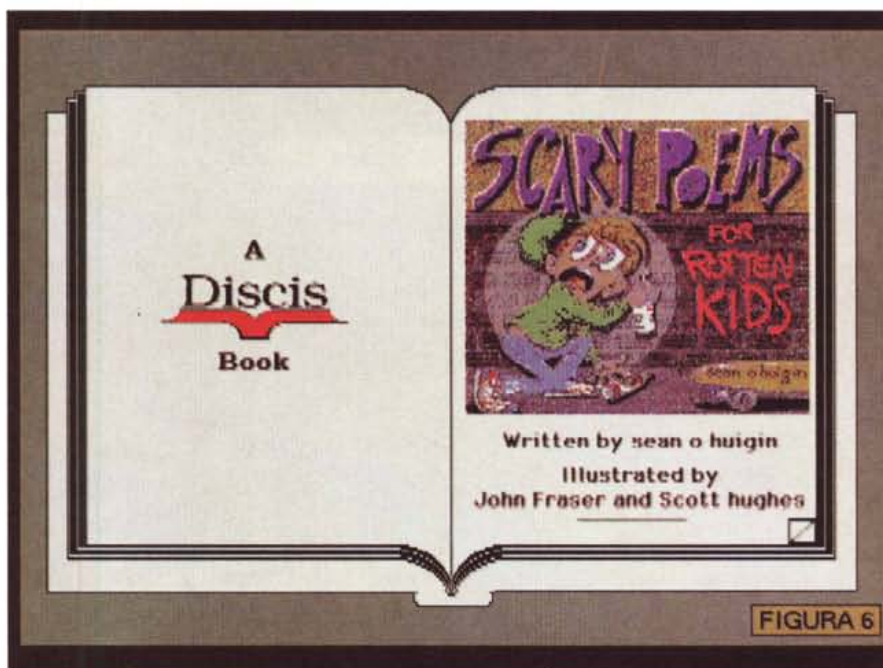 A
Discis
Book
SCARY POEMS
FOR
ROTTEN
KIDS
sean o huigin
Written by sean o huigin
Illustrated by
John Fraser and Scott hughes
FIGURA 6